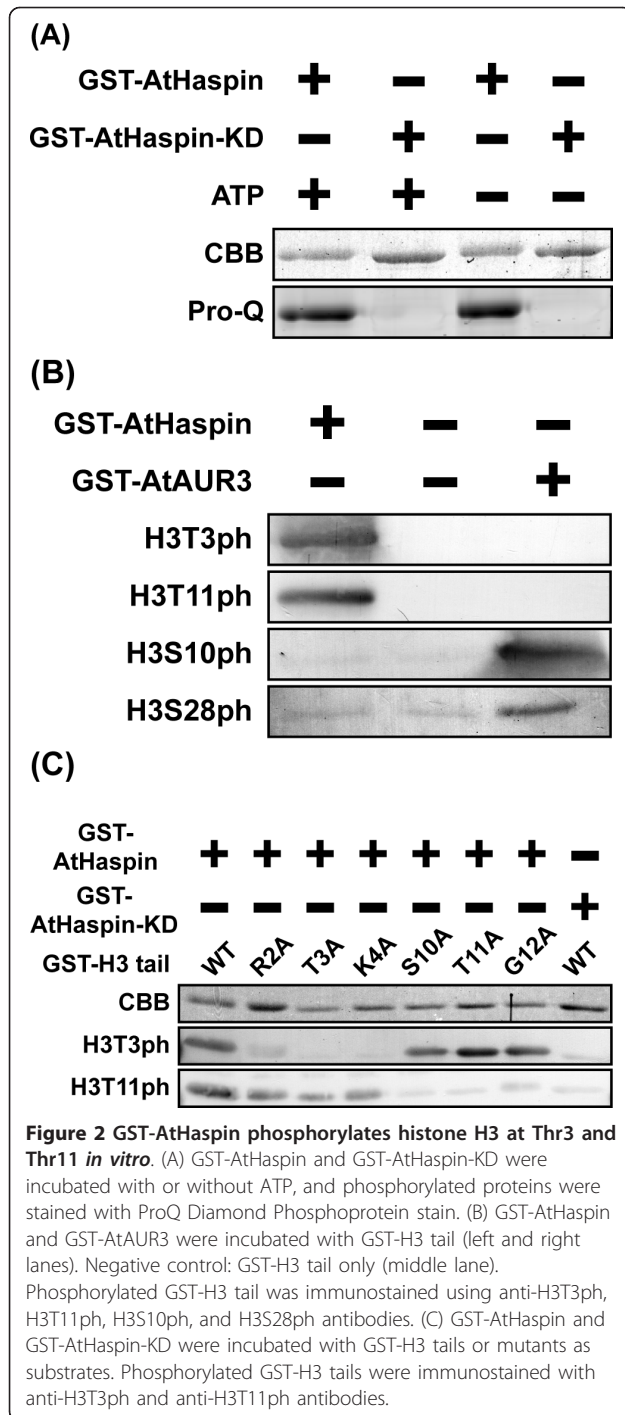 (A)
GST-AtHaspin + − + −
GST-AtHaspin-KD − + − +
ATP + + − −
CBB
Pro-Q
(B)
GST-AtHaspin + − −
GST-AtAUR3 − − +
H3T3ph
H3T11ph
H3S10ph
H3S28ph
(C)
GST-
AtHaspin + + + + + + + −
GST-
AtHaspin-KD − − − − − − − +
GST-H3 tail WT R2A T3A K4A S10A T11A G12A WT
CBB
H3T3ph
H3T11ph
Figure 2 GST-AtHaspin phosphorylates histone H3 at Thr3 and
Thr11 in vitro. (A) GST-AtHaspin and GST-AtHaspin-KD were
incubated with or without ATP, and phosphorylated proteins were
stained with ProQ Diamond Phosphoprotein stain. (B) GST-AtHaspin
and GST-AtAUR3 were incubated with GST-H3 tail (left and right
lanes). Negative control: GST-H3 tail only (middle lane).
Phosphorylated GST-H3 tail was immunostained using anti-H3T3ph,
H3T11ph, H3S10ph, and H3S28ph antibodies. (C) GST-AtHaspin and
GST-AtHaspin-KD were incubated with GST-H3 tails or mutants as
substrates. Phosphorylated GST-H3 tails were immunostained with
anti-H3T3ph and anti-H3T11ph antibodies.